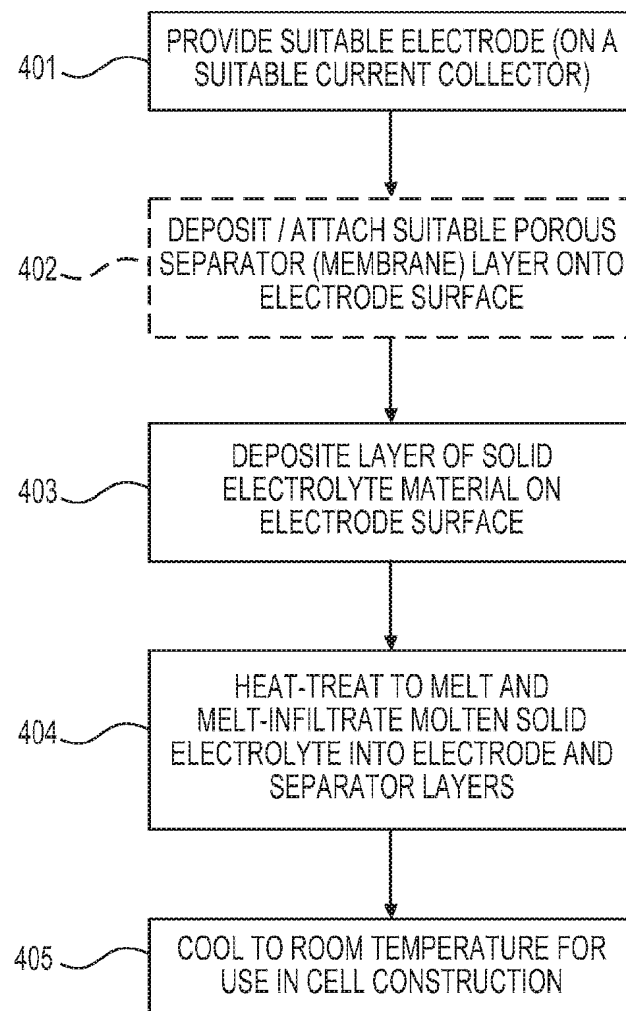 401
PROVIDE SUITABLE ELECTRODE (ON A
SUITABLE CURRENT COLLECTOR)
402
DEPOSIT / ATTACH SUITABLE POROUS
SEPARATOR (MEMBRANE) LAYER ONTO
ELECTRODE SURFACE
403
DEPOSITE LAYER OF SOLID
ELECTROLYTE MATERIAL ON
ELECTRODE SURFACE
404
HEAT-TREAT TO MELT AND
MELT-INFILTRATE MOLTEN SOLID
ELECTROLYTE INTO ELECTRODE AND
SEPARATOR LAYERS
405
COOL TO ROOM TEMPERATURE FOR
USE IN CELL CONSTRUCTION